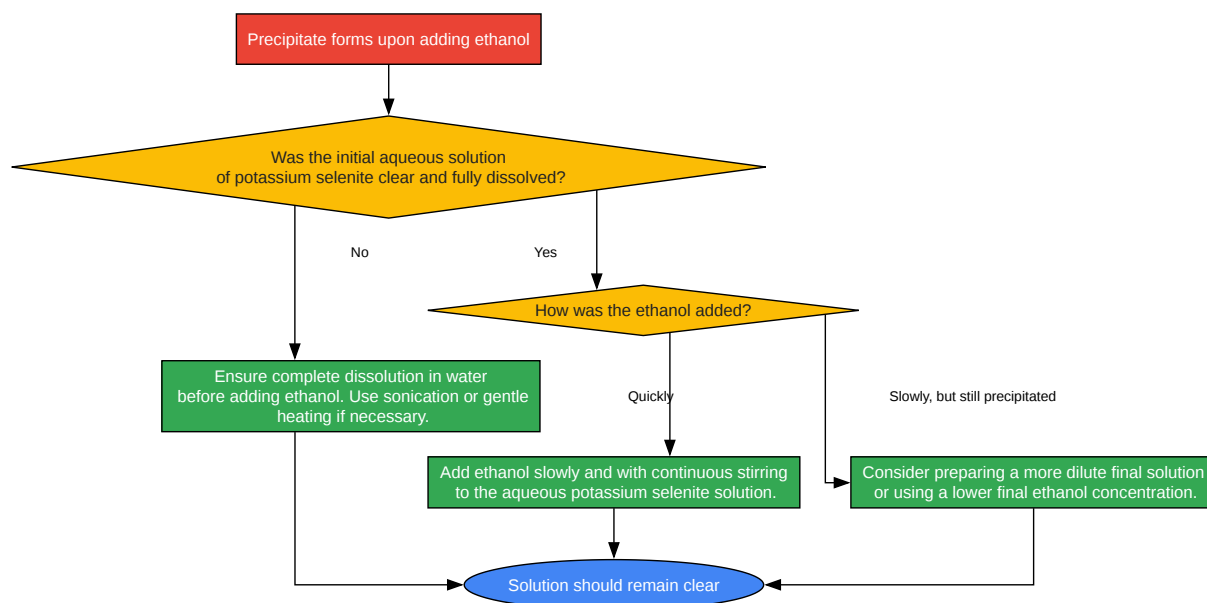 Precipitate forms upon adding ethanol
Was the initial aqueous solution
of potassium selenite clear and fully dissolved?
No
Yes
How was the ethanol added?
Ensure complete dissolution in water
before adding ethanol. Use sonication or gentle
heating if necessary.
Quickly
Slowly, but still precipitated
Add ethanol slowly and with continuous stirring
to the aqueous potassium selenite solution.
Consider preparing a more dilute final solution
or using a lower final ethanol concentration.
Solution should remain clear